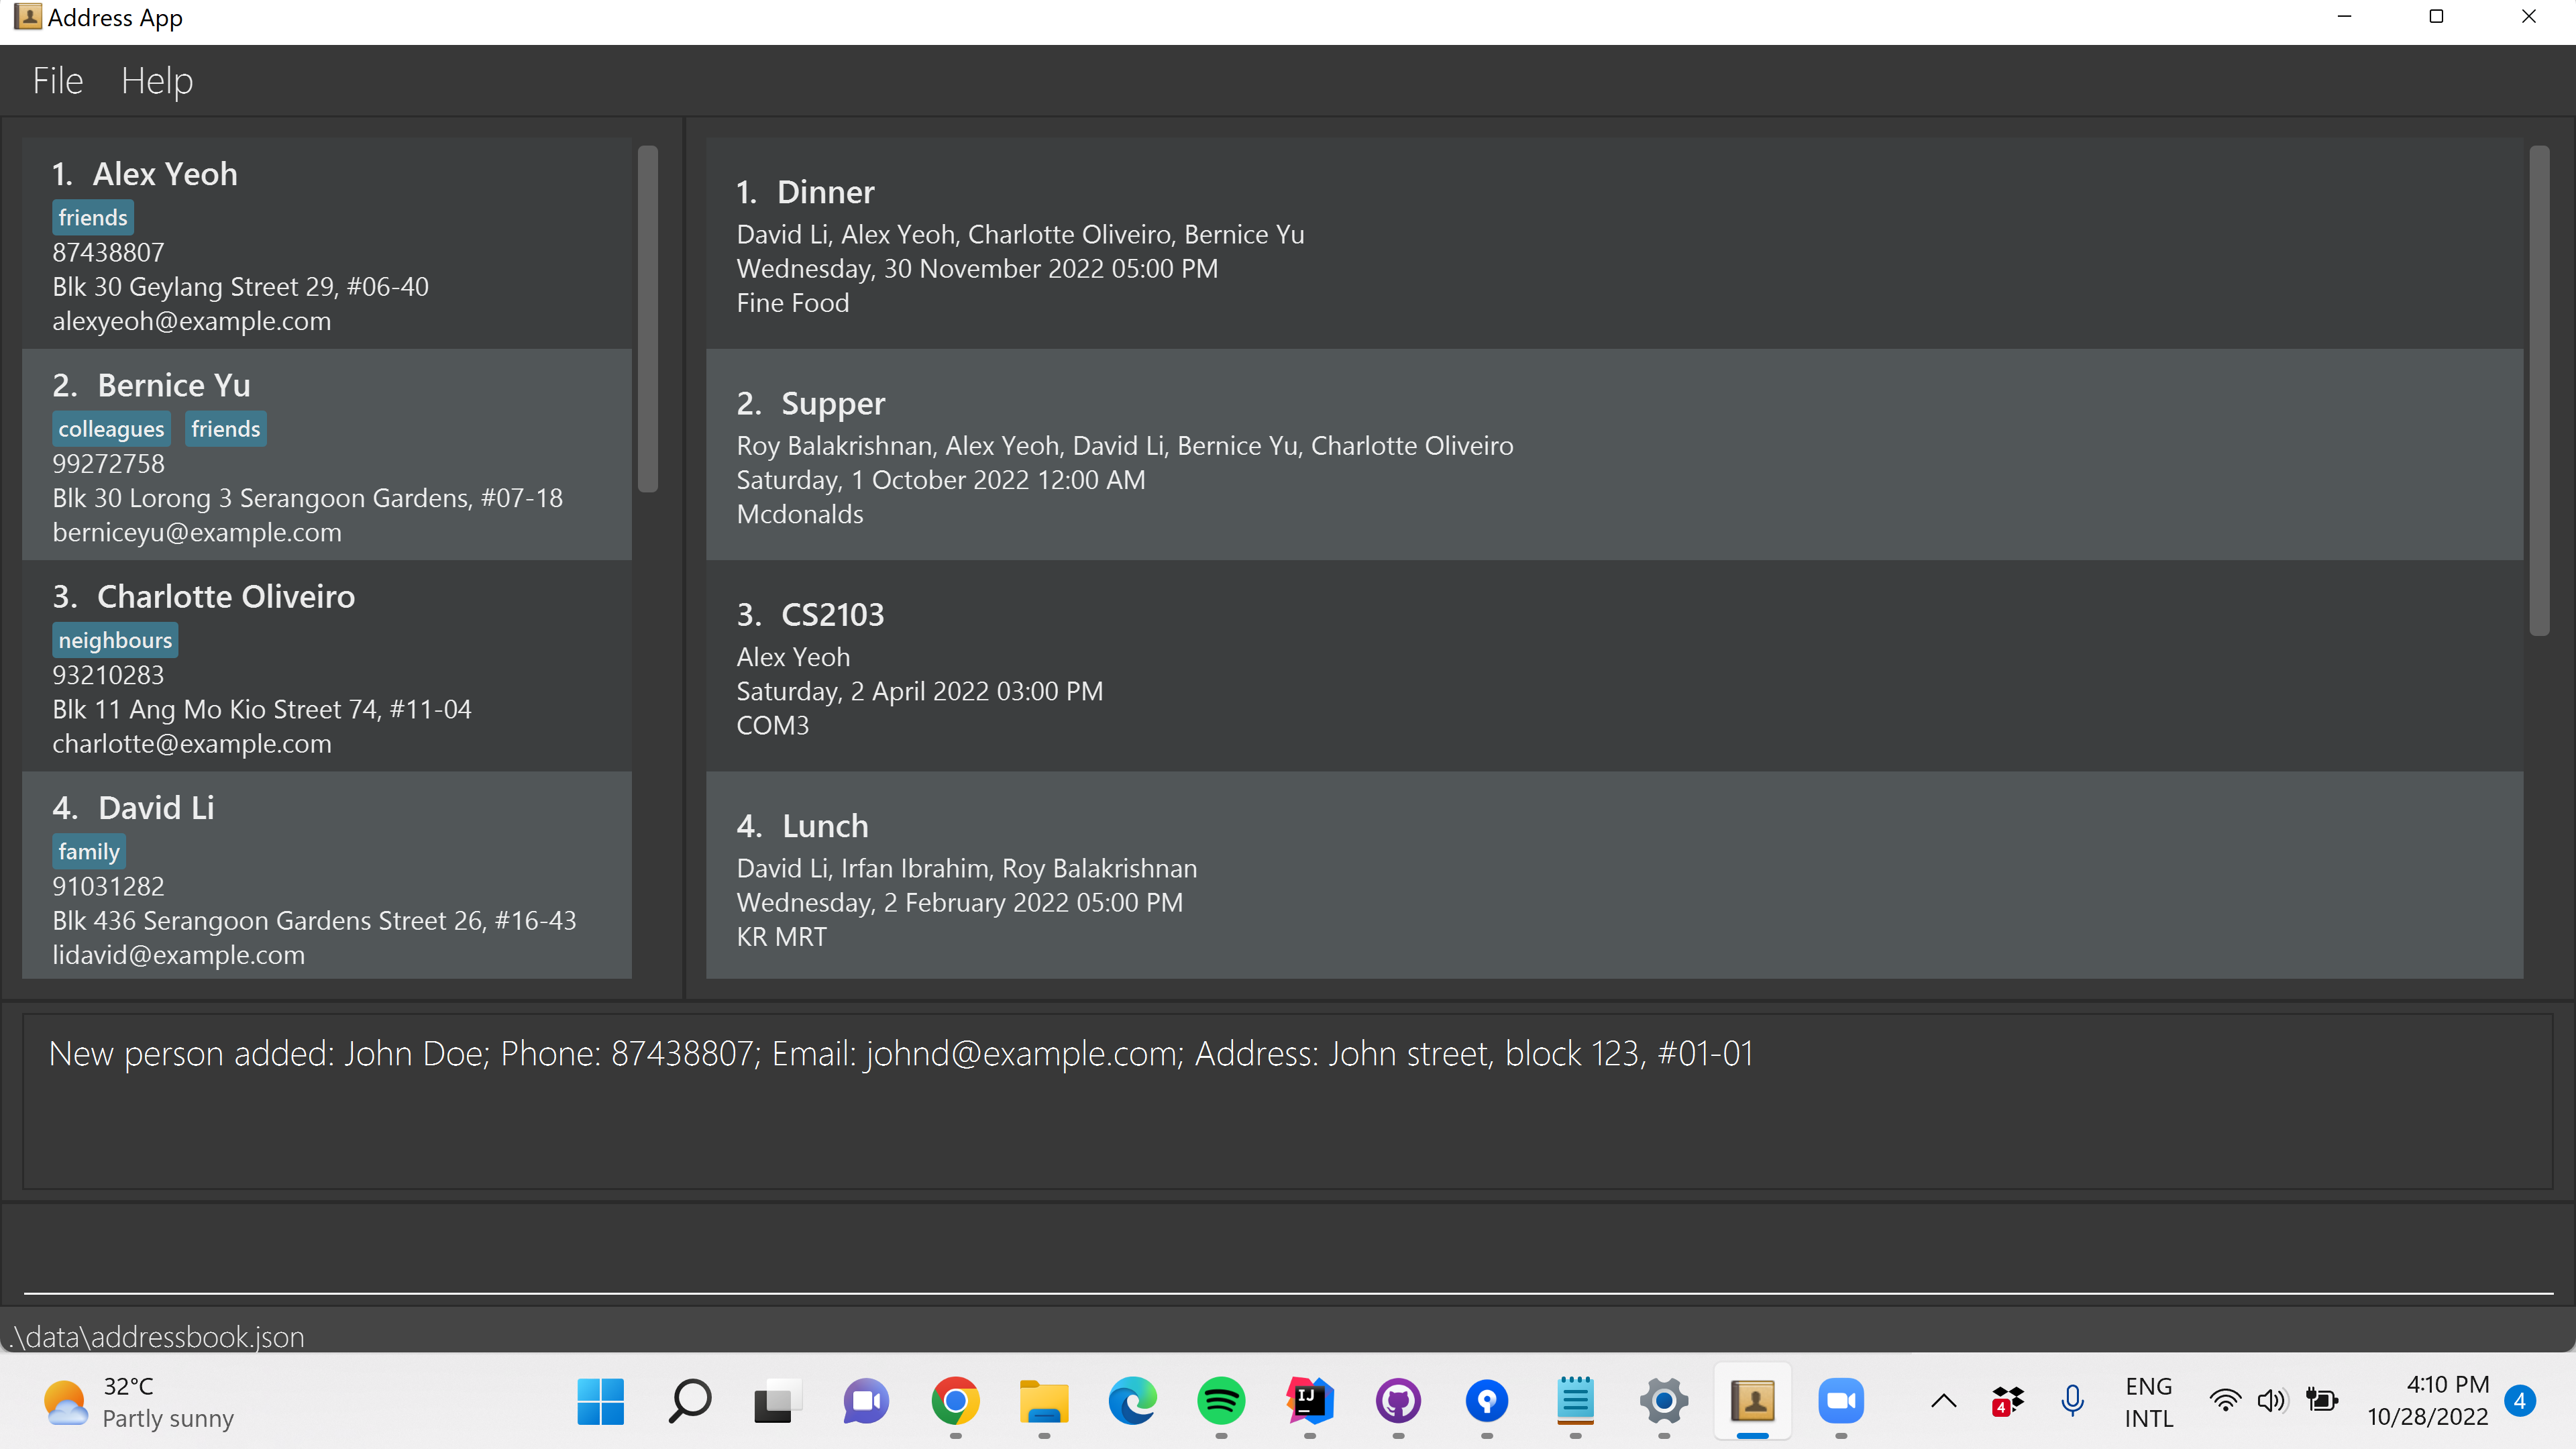 Address App
File Help
1. Alex Yeoh
friends
87438807
Blk 30 Geylang Street 29, #06-40
alexyeoh@example.com
2. Bernice Yu
colleagues friends
99272758
Blk 30 Lorong 3 Serangoon Gardens, #07-18
berniceyu@example.com
3. Charlotte Oliveiro
neighbours
93210283
Blk 11 Ang Mo Kio Street 74, #11-04
charlotte@example.com
4. David Li
family
91031282
Blk 436 Serangoon Gardens Street 26, #16-43
lidavid@example.com
1. Dinner
David Li, Alex Yeoh, Charlotte Oliveiro, Bernice Yu
Wednesday, 30 November 2022 05:00 PM
Fine Food
2. Supper
Roy Balakrishnan, Alex Yeoh, David Li, Bernice Yu, Charlotte Oliveiro
Saturday, 1 October 2022 12:00 AM
Mcdonalds
3. CS2103
Alex Yeoh
Saturday, 2 April 2022 03:00 PM
COM3
4. Lunch
David Li, Irfan Ibrahim, Roy Balakrishnan
Wednesday, 2 February 2022 05:00 PM
KR MRT
New person added: John Doe; Phone: 87438807; Email: johnd@example.com; Address: John street, block 123, #01-01
.\data\addressbook.json
32°C
Partly sunny
IJ
4
ENG
INTL
4:10 PM
10/28/2022
4